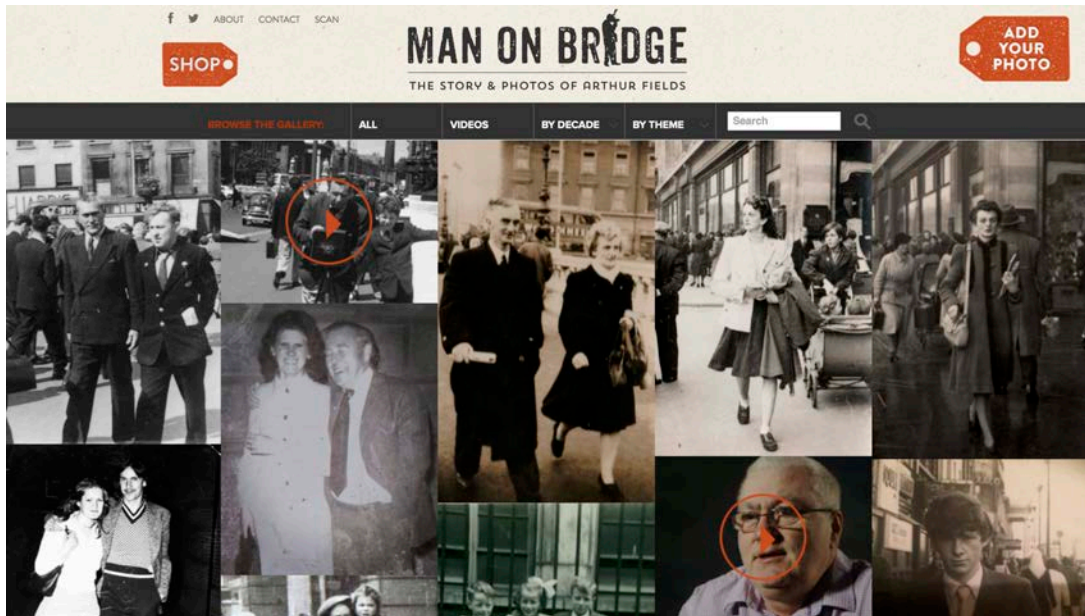 f
ABOUT CONTACT SCAN
SHOP
MAN ON BRIDGE
THE STORY & PHOTOS OF ARTHUR FIELDS
ADD
YOUR
PHOTO
BROWSE THE GALLERY:
ALL
VIDEOS
BY DECADE
BY THEME
Search